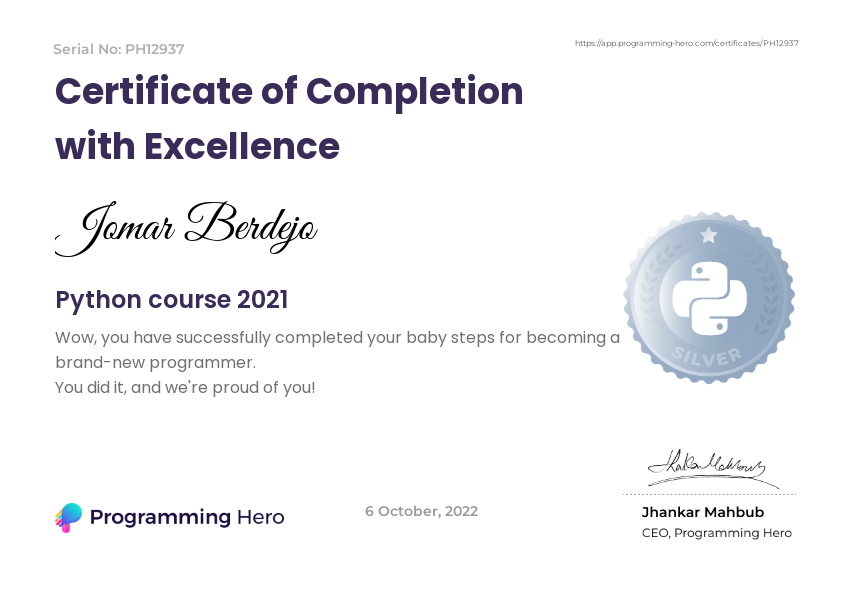 Serial No: PH12937
https://app.programming-hero.com/certificates/PH12937
Certificate of Completion
with Excellence
Jomar Berdejo
Python course 2021
Wow, you have successfully completed your baby steps for becoming a
brand-new programmer.
You did it, and we're proud of you!
SILVER
Programming Hero
6 October, 2022
Jhankar Mahbub
CEO, Programming Hero